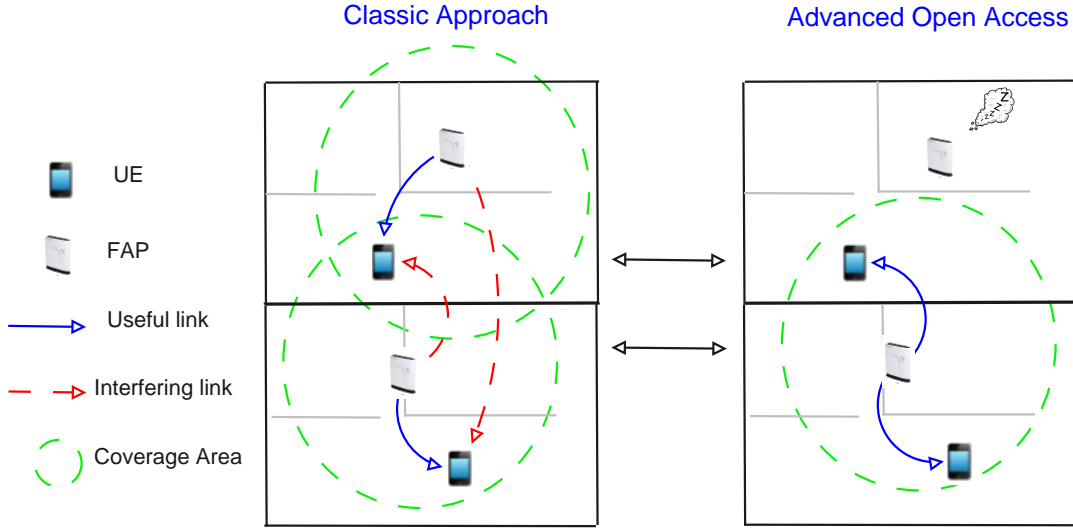 Classic Approach
Advanced Open Access
z z z Z
UE
FAP
Useful link
Interfering link
Coverage Area